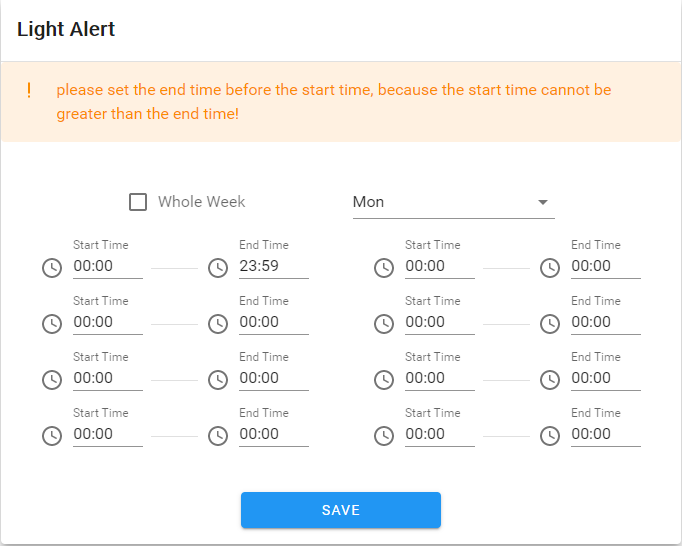 Light Alert
! please set the end time before the start time, because the start time cannot be
greater than the end time!
Whole Week Mon
Start Time End Time Start Time End Time
00:00 23:59 00:00 00:00
Start Time End Time Start Time End Time
00:00 00:00 00:00 00:00
Start Time End Time Start Time End Time
00:00 00:00 00:00 00:00
Start Time End Time Start Time End Time
00:00 00:00 00:00 00:00
SAVE